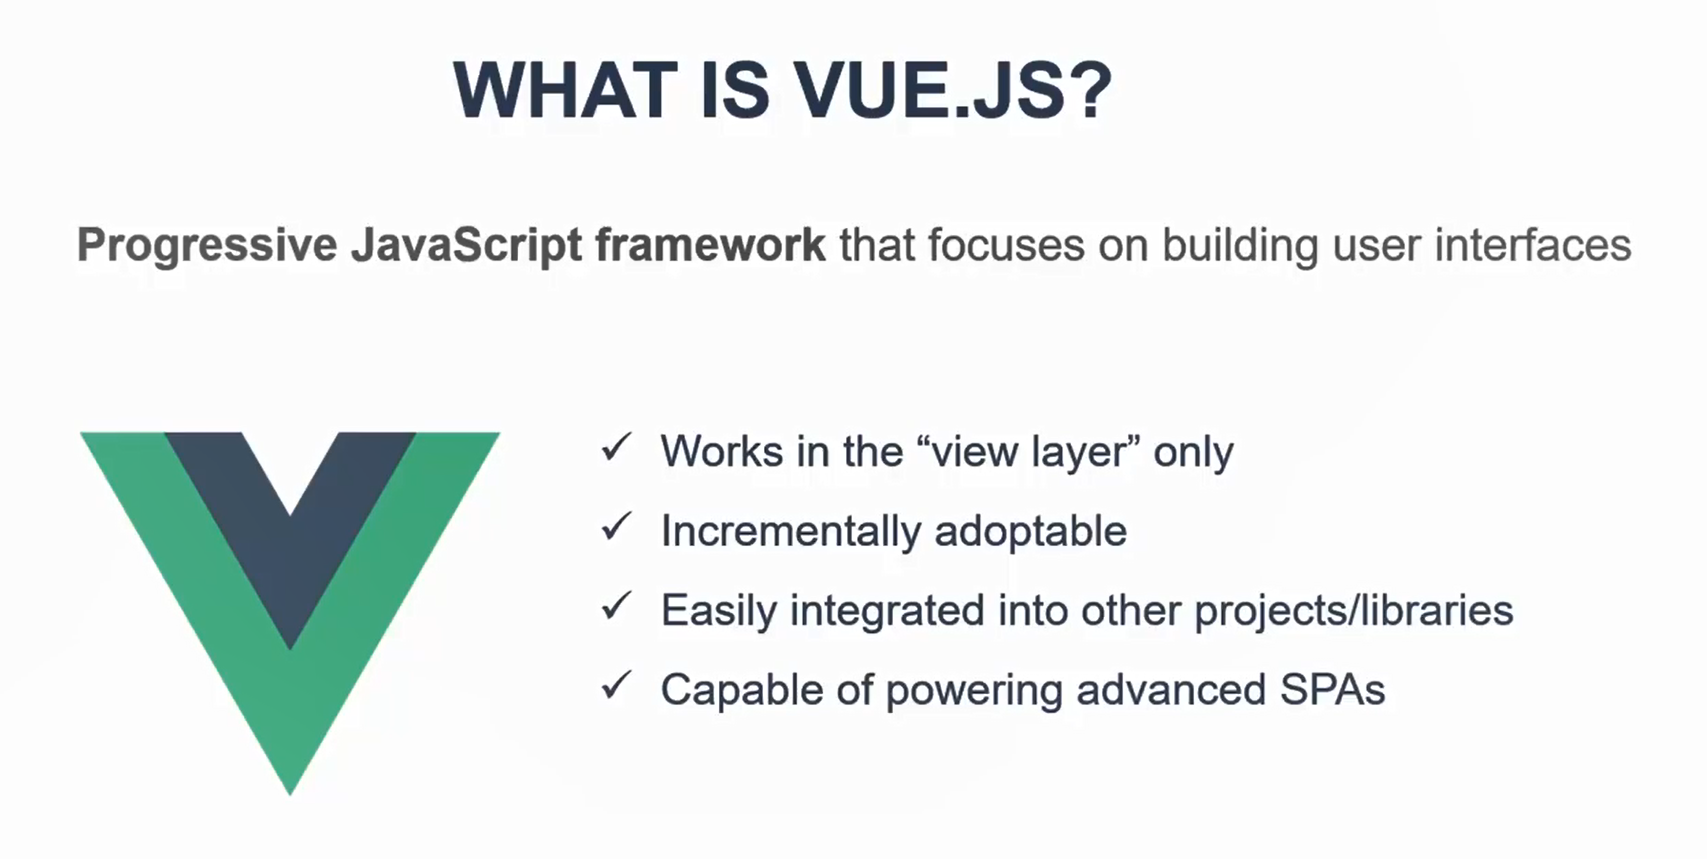 WHAT IS VUE.JS?
Progressive JavaScript framework that focuses on building user interfaces
✓ Works in the “view layer” only
✓ Incrementally adoptable
✓ Easily integrated into other projects/libraries
✓ Capable of powering advanced SPAs